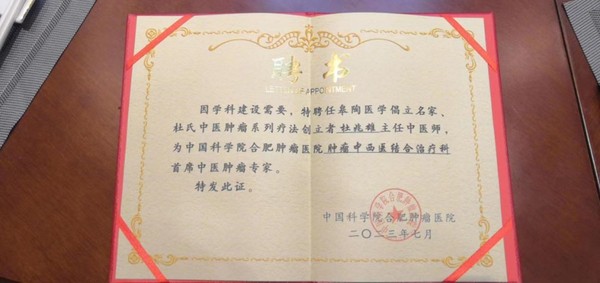 聘书
LETTER OF APPOINTMENT
因学科建设需要，特聘任皋陶医学倡立名家、
杜氏中医肿瘤系列疗法创立者杜兆雄主任中医师，
为中国科学院合肥肿瘤医院肿瘤中西医结合治疗科
首席中医肿瘤专家。
特发此证。
中国科学院合肥肿瘤医院
二〇二三年七月